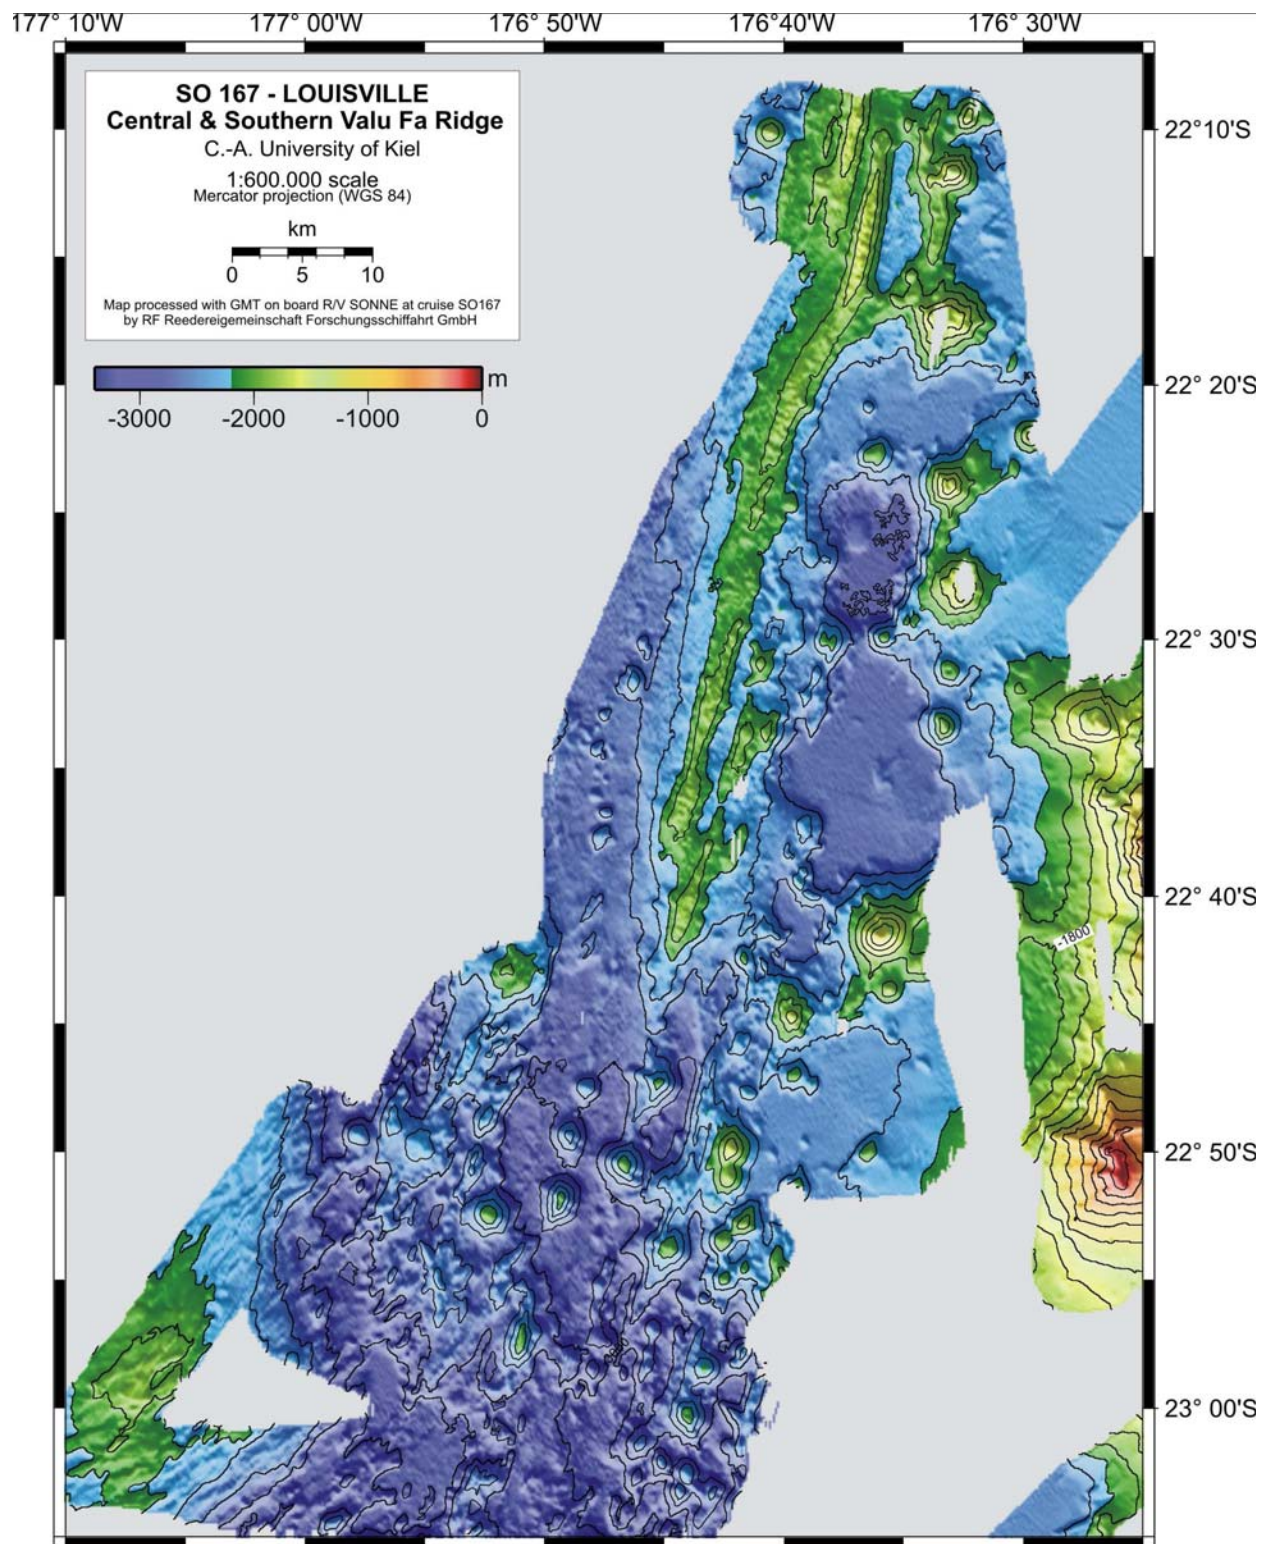 177° 10'W 177° 00'W 176° 50'W 176° 40'W 176° 30'W
SO 167 - LOUISVILLE
Central & Southern Valu Fa Ridge
C.-A. University of Kiel
1:600.000 scale
Mercator projection (WGS 84)
km
0 5 10
Map processed with GMT on board R/V SONNE at cruise SO167
by RF Reedereigemeinschaft Forschungsschiffahrt GmbH
m
-3000 -2000 -1000 0
22° 10'S
22° 20'S
22° 30'S
22° 40'S
-1800
22° 50'S
23° 00'S